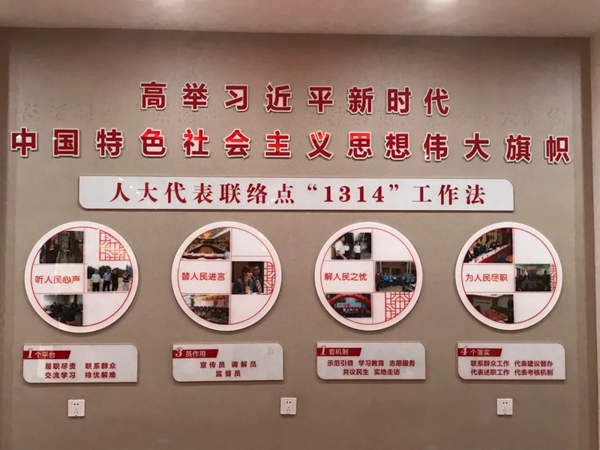 高举习近平新时代
中国特色社会主义思想伟大旗帜
人大代表联络点“1314”工作法
听人民心声
替人民进言
解人民之忧
为人民尽职
1个平台
履职尽责 联系群众
交流学习 排忧解难
3员作用
宣传员 调解员
监督员
1套机制
示范引领 学习教育 志愿服务
共议民生 实地走访
4个落实
联系群众工作 代表建议督办
代表述职工作 代表考核机制